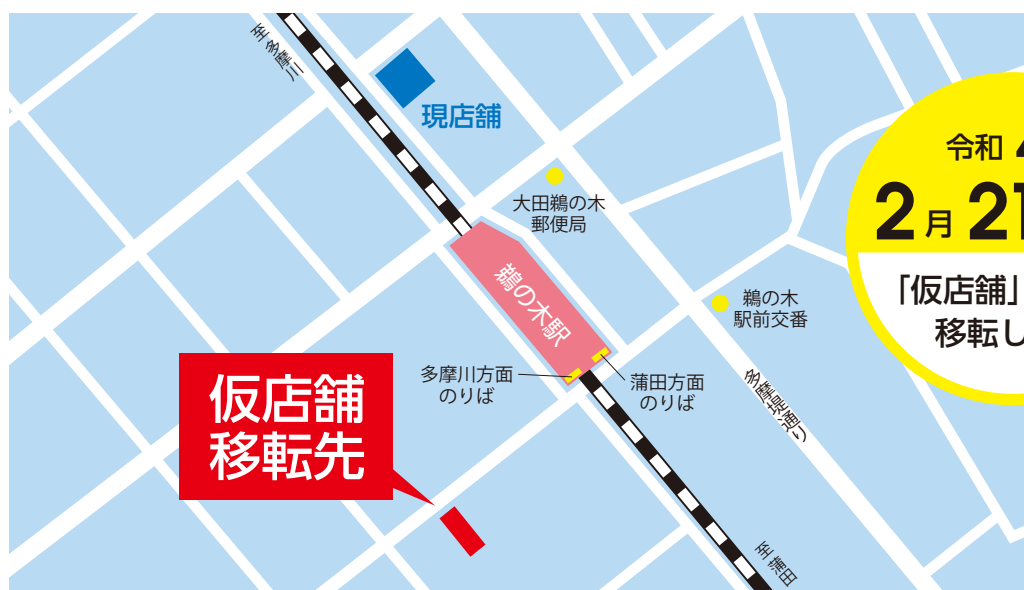 至多摩川
現店舗
大田鵜の木
郵便局
鵜の木駅
鵜の木
駅前交番
多摩川方面
のりば
蒲田方面
のりば
多摩堤通り
仮店舗
移転先
至蒲田
令和
2月21
「仮店舗」
移転し